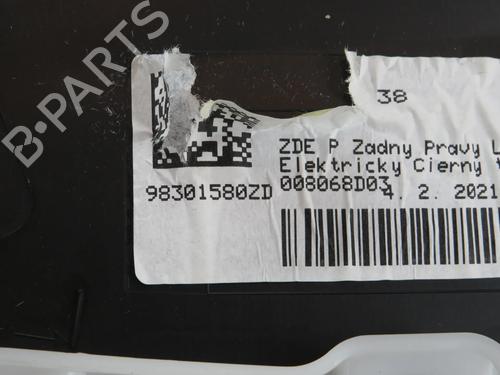 B-PARTS
38
ZDE P Zadny Pravy L
Elektricky Cierny
98301580ZD
008068D03
4. 2. 2021